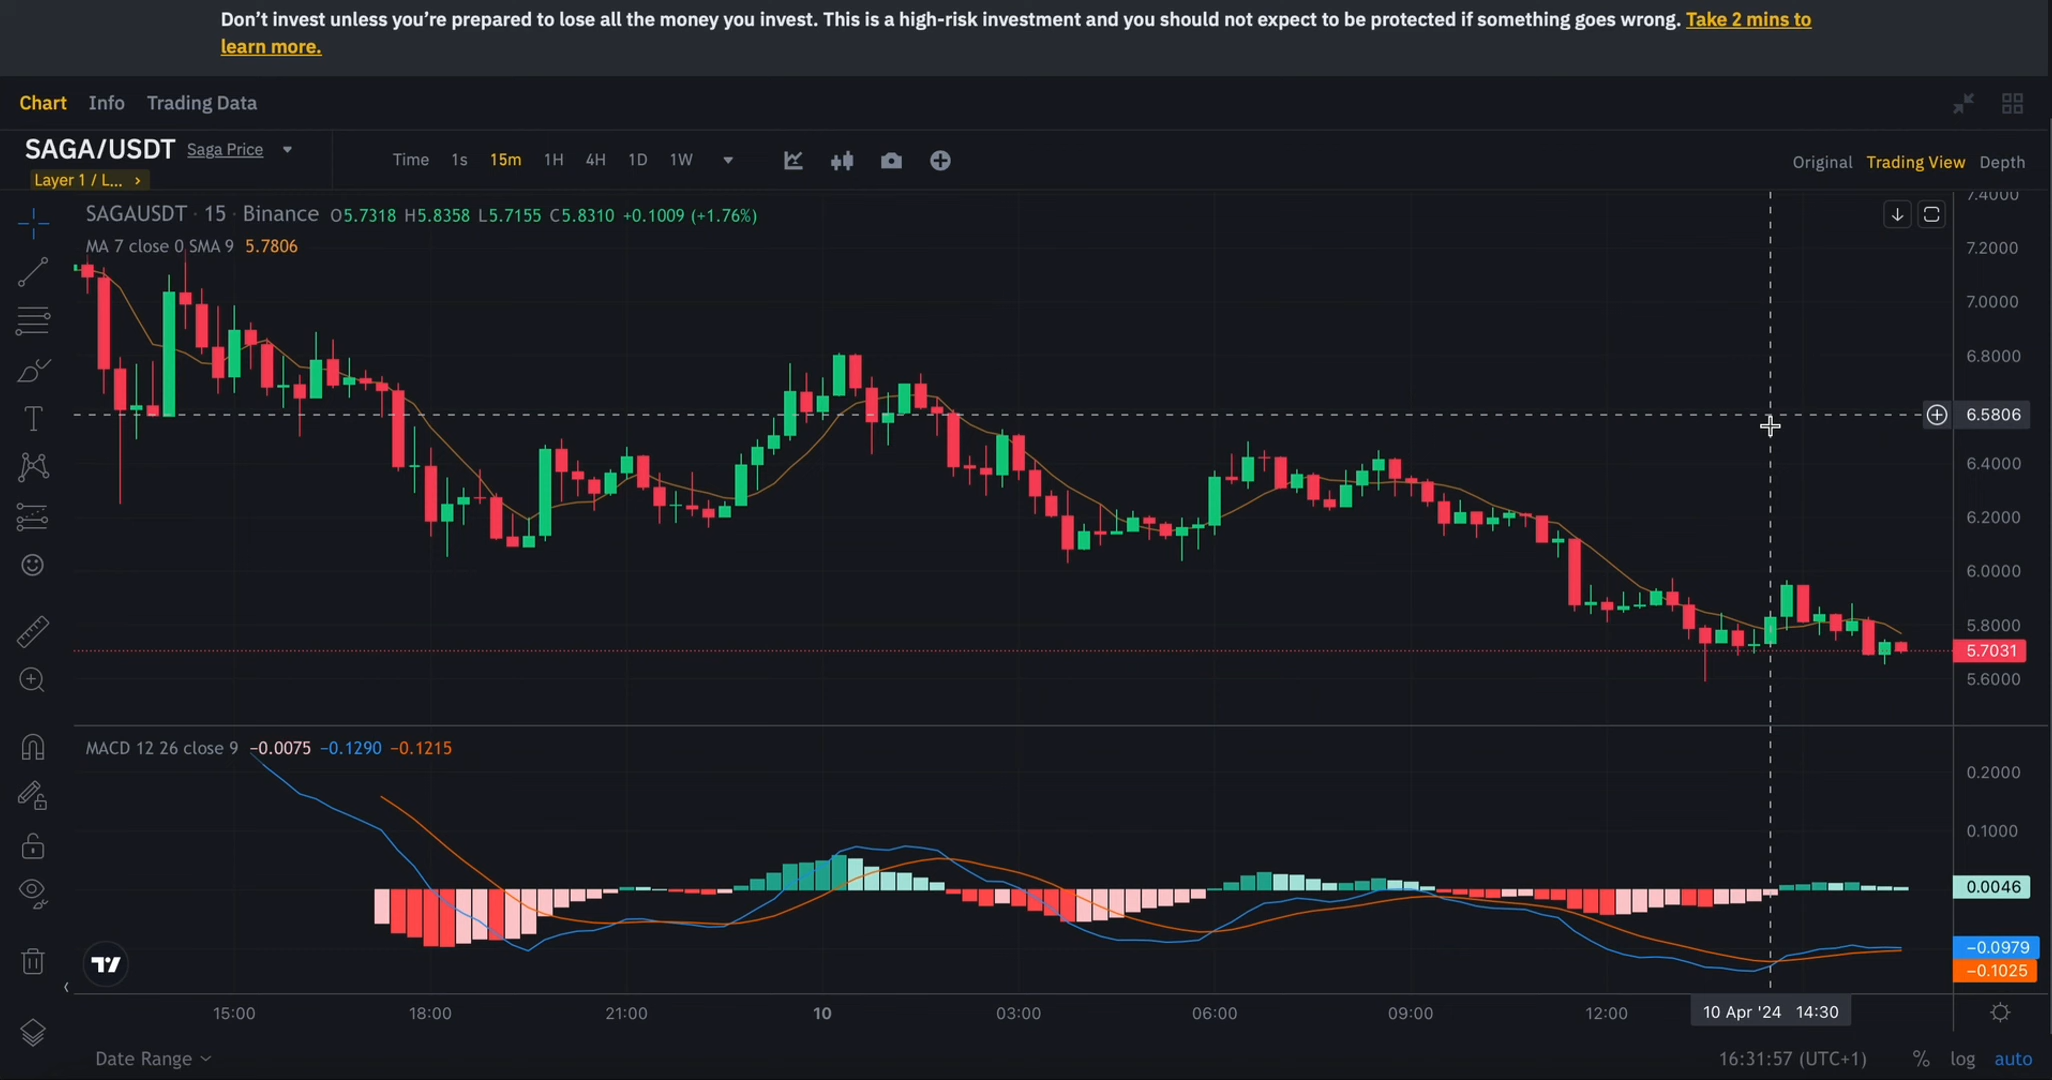 Don’t invest unless you’re prepared to lose all the money you invest. This is a high-risk investment and you should not expect to be protected if something goes wrong. Take 2 mins to
learn more.
Chart Info Trading Data
SAGA/USDT Saga Price
Layer 1 / L... ›
Time 1s 15m 1H 4H 1D 1W
Original Trading View Depth
SAGAUSDT · 15 · Binance O5.7318 H5.8358 L5.7155 C5.8310 +0.1009 (+1.76%)
MA 7 close 0 SMA 9 5.7806
7.4000
7.2000
7.0000
6.8000
6.5806
6.4000
6.2000
6.0000
5.8000
5.7031
5.6000
MACD 12 26 close 9 −0.0075 −0.1290 −0.1215
0.2000
0.1000
0.0046
−0.0979
−0.1025
15:00 18:00 21:00 10 03:00 06:00 09:00 12:00 10 Apr '24 14:30
Date Range 16:31:57 (UTC+1) % log auto